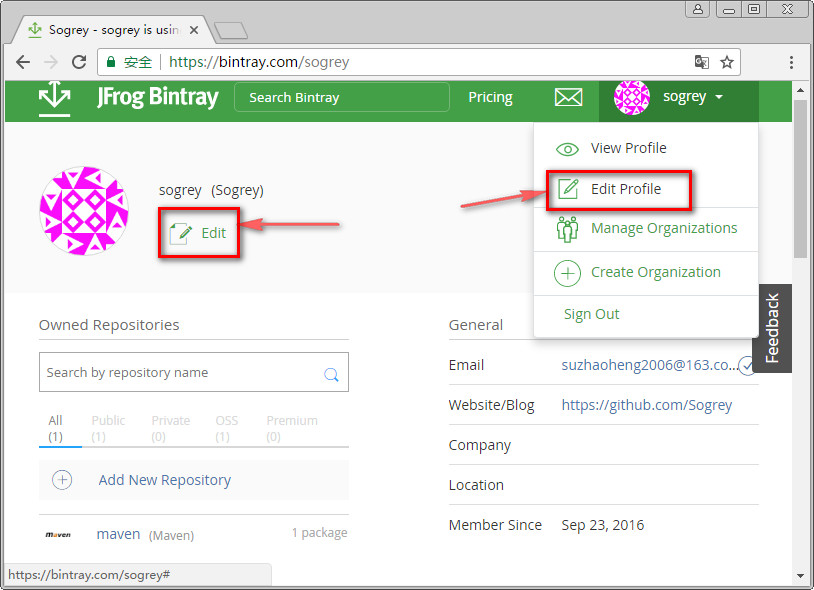 Sogrey - sogrey is usin
安全 https://bintray.com/sogrey
JFrog Bintray Search Bintray Pricing sogrey
View Profile
Edit Profile
Manage Organizations
Create Organization
Sign Out
sogrey (Sogrey)
Edit
Feedback
Owned Repositories
Search by repository name
All (1) Public (1) Private (0) OSS (1) Premium (0)
Add New Repository
maven maven (Maven) 1 package
General
Email suzhaoheng2006@163.co...
Website/Blog https://github.com/Sogrey
Company
Location
Member Since Sep 23, 2016
https://bintray.com/sogrey#